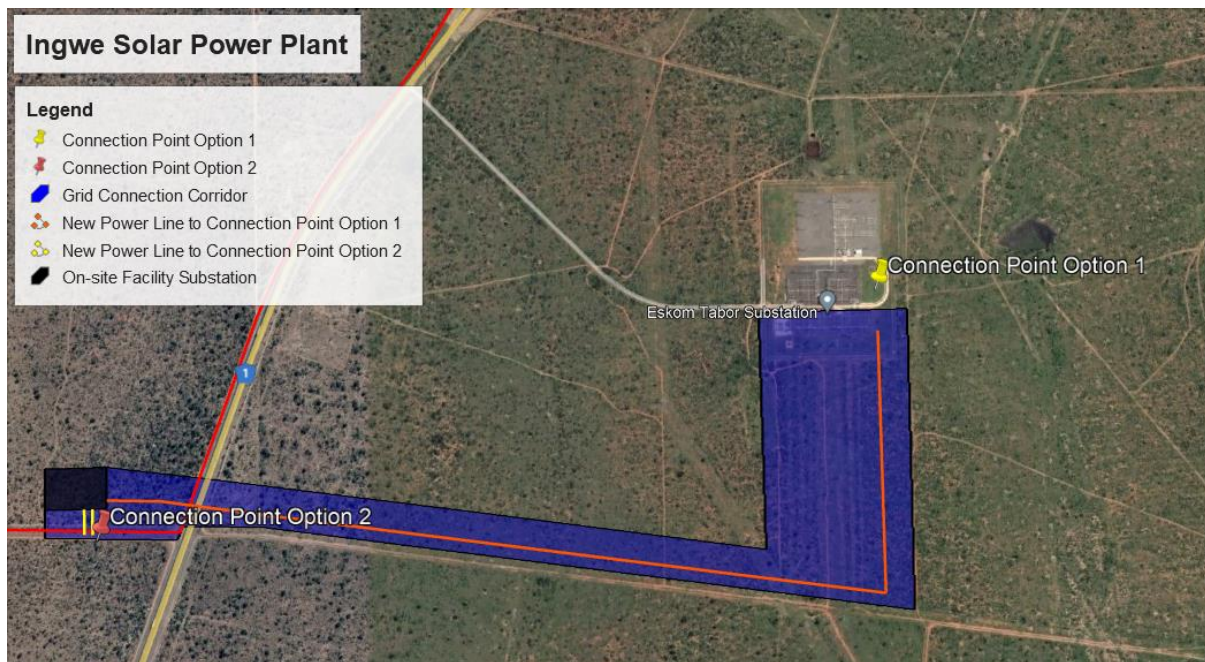 Ingwe Solar Power Plant
Legend
Connection Point Option 1
Connection Point Option 2
Grid Connection Corridor
New Power Line to Connection Point Option 1
New Power Line to Connection Point Option 2
On-site Facility Substation
Connection Point Option 1
Eskom Tabor Substation
1
Connection Point Option 2